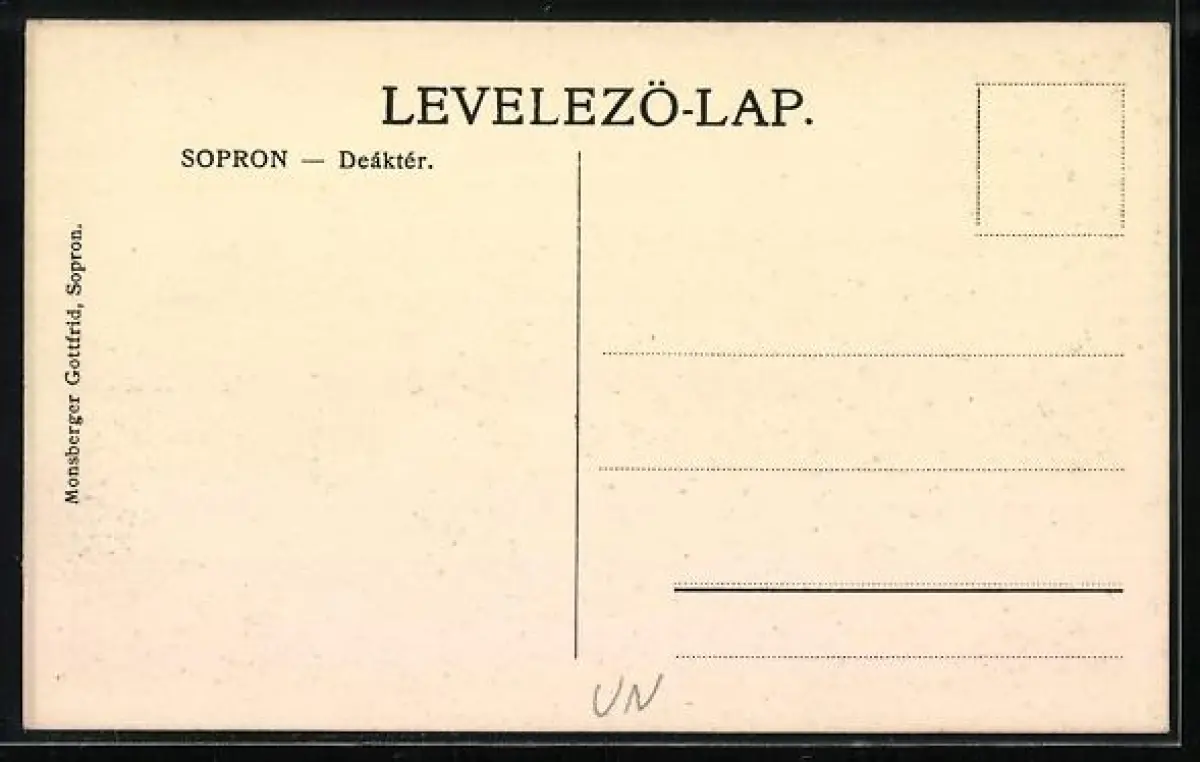 LEVELEZÖ-LAP.
SOPRON — Deáktér.
Monsberger Gottfrid, Sopron.
UN